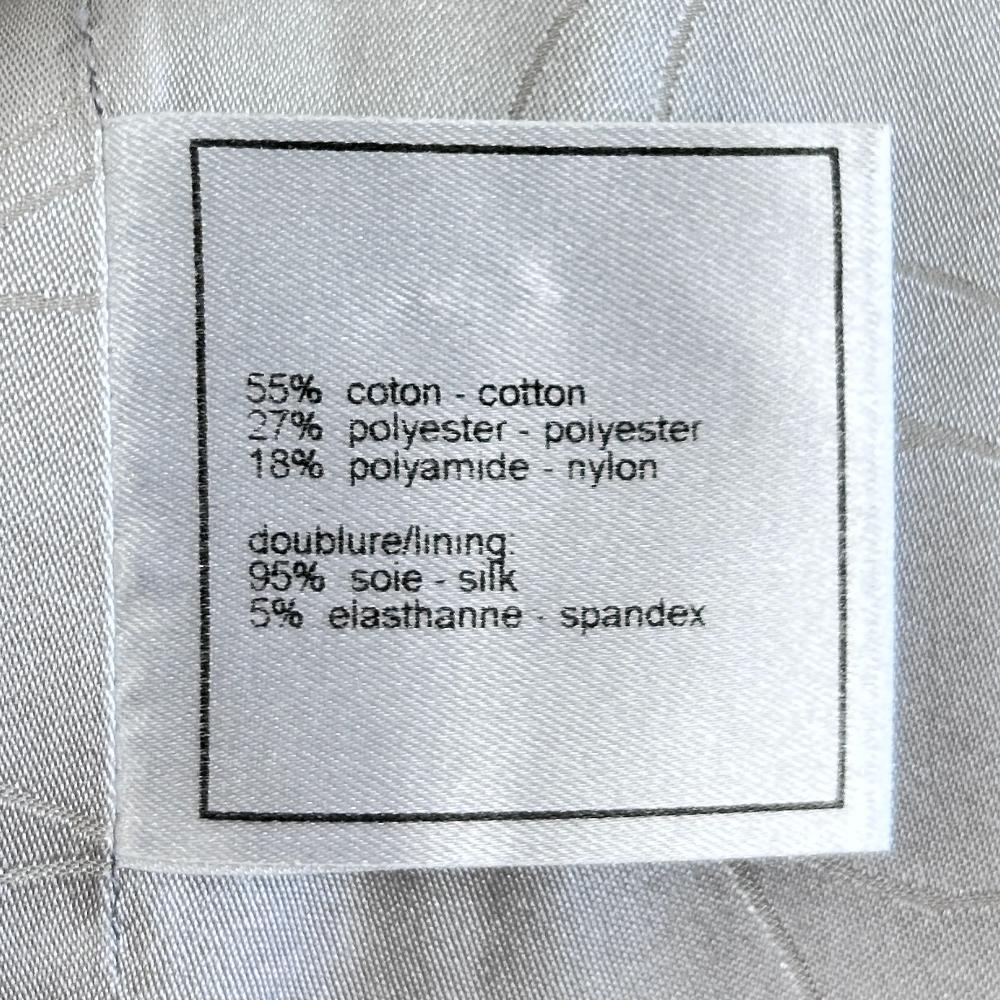 55% coton - cotton
27% polyester - polyester
18% polyamide - nylon
doublure/lining:
95% soie - silk
5% elasthanne - spandex